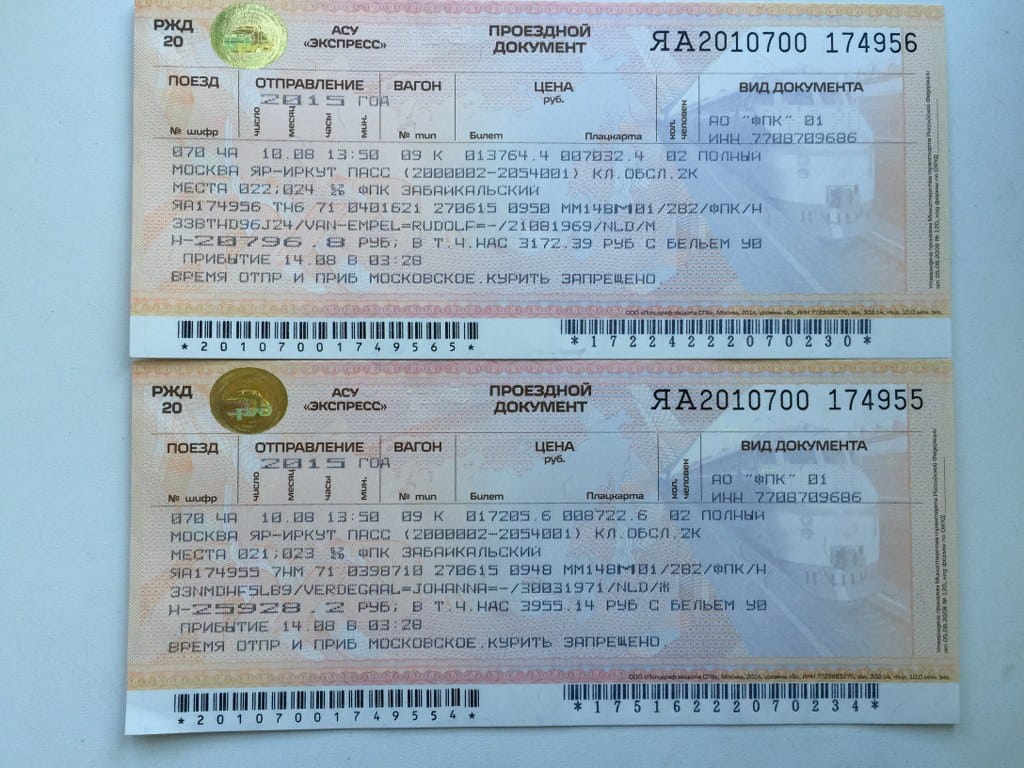 РЖД АСУ ПРОЕЗДНОЙ ЯА2010700 174956
20 «ЭКСПРЕСС» ДОКУМЕНТ
ПОЕЗД ОТПРАВЛЕНИЕ ВАГОН ЦЕНА ВИД ДОКУМЕНТА
2015 ГОД руб.
АО "ФПК" 01
№ шифр число месяц часы мин. № тип Билет Плацкарта кол. человек ИНН 7708709686
070 ЧА 10.08 13:50 09 К 013764.4 007032.4 02 ПОЛНЫЙ
МОСКВА ЯР-ИРКУТ ПАСС (2000002-2054001) КЛ.ОБСЛ.2К
МЕСТА 022;024 ФПК ЗАБАЙКАЛЬСКИЙ
ЯА174956 ТН6 71 0401621 270615 0950 ММ148М01/282/ФПК/Н
33BTHD96J24/VAN-EMPEL=RUDOLF=-/21081969/NLD/M
Н-20796.8 РУБ; В Т.Ч.НАС 3172.39 РУБ С БЕЛЬЕМ У0
ПРИБЫТИЕ 14.08 В 03:28
ВРЕМЯ ОТПР И ПРИБ МОСКОВСКОЕ.КУРИТЬ ЗАПРЕЩЕНО.
*20107001749565* *1722422207 0230*
РЖД АСУ ПРОЕЗДНОЙ ЯА2010700 174955
20 «ЭКСПРЕСС» ДОКУМЕНТ
ПОЕЗД ОТПРАВЛЕНИЕ ВАГОН ЦЕНА ВИД ДОКУМЕНТА
2015 ГОД руб.
АО "ФПК" 01
№ шифр число месяц часы мин. № тип Билет Плацкарта кол. человек ИНН 7708709686
070 ЧА 10.08 13:50 09 К 017205.6 008722.6 02 ПОЛНЫЙ
МОСКВА ЯР-ИРКУТ ПАСС (2000002-2054001) КЛ.ОБСЛ.2К
МЕСТА 021;023 ФПК ЗАБАЙКАЛЬСКИЙ
ЯА174955 7НМ 71 0398710 270615 0948 ММ148М01/282/ФПК/Н
33NMDHF5LB9/VERDEGAAL=JOHANNA=-/30031971/NLD/Ж
Н-25928.2 РУБ; В Т.Ч.НАС 3955.14 РУБ С БЕЛЬЕМ У0
ПРИБЫТИЕ 14.08 В 03:28
ВРЕМЯ ОТПР И ПРИБ МОСКОВСКОЕ.КУРИТЬ ЗАПРЕЩЕНО.
*20107001749554* *17516222070234*